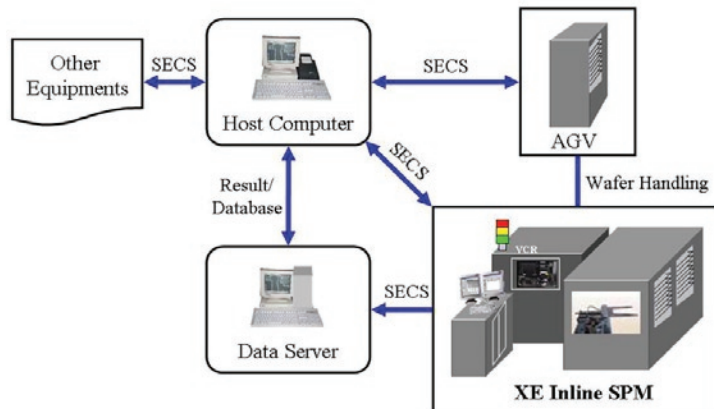 Other
Equipments
SECS
Host Computer
SECS
AGV
SECS
Wafer Handling
Result/
Database
VCR
Data Server
SECS
XE Inline SPM